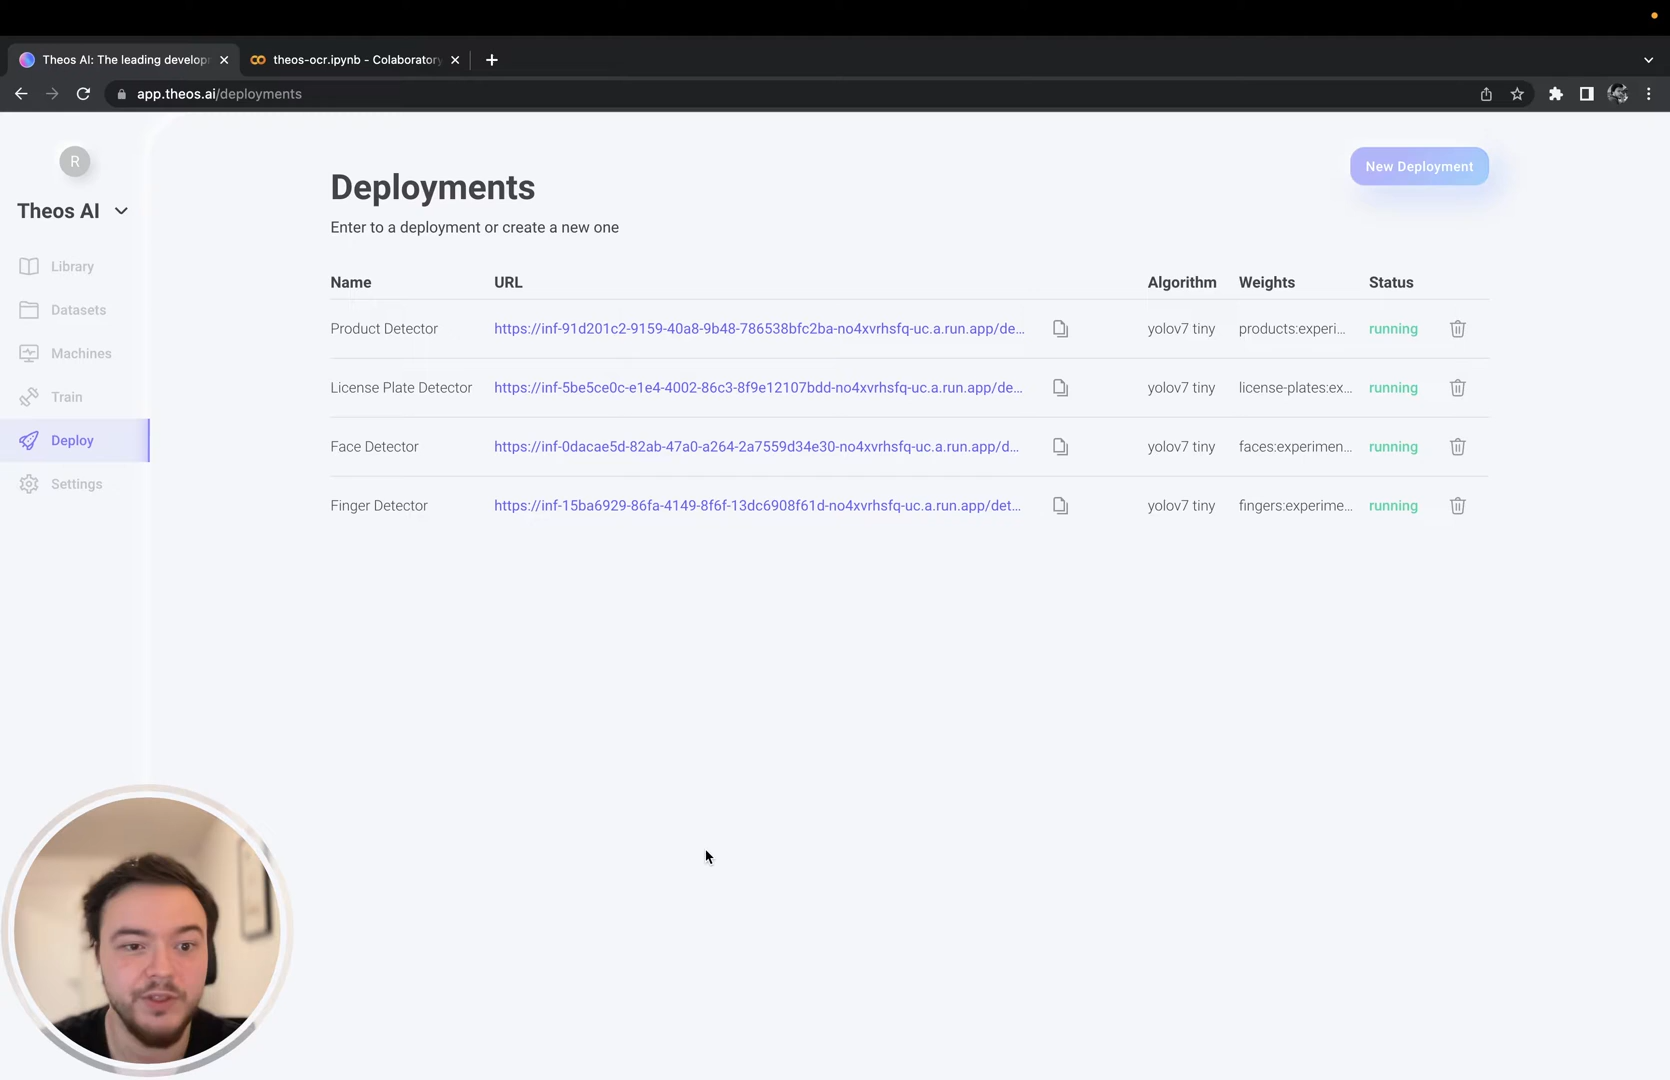 Theos AI: The leading develop
theos-ocr.ipynb - Colaboratory
app.theos.ai/deployments
R
Theos AI
Library
Datasets
Machines
Train
Deploy
Settings
Deployments
Enter to a deployment or create a new one
New Deployment
Name URL Algorithm Weights Status
Product Detector https://inf-91d201c2-9159-40a8-9b48-786538bfc2ba-no4xvrhsfq-uc.a.run.app/de... yolov7 tiny products:experi... running
License Plate Detector https://inf-5be5ce0c-e1e4-4002-86c3-8f9e12107bdd-no4xvrhsfq-uc.a.run.app/de... yolov7 tiny license-plates:ex... running
Face Detector https://inf-0dacae5d-82ab-47a0-a264-2a7559d34e30-no4xvrhsfq-uc.a.run.app/d... yolov7 tiny faces:experimen... running
Finger Detector https://inf-15ba6929-86fa-4149-8f6f-13dc6908f61d-no4xvrhsfq-uc.a.run.app/det... yolov7 tiny fingers:experime... running